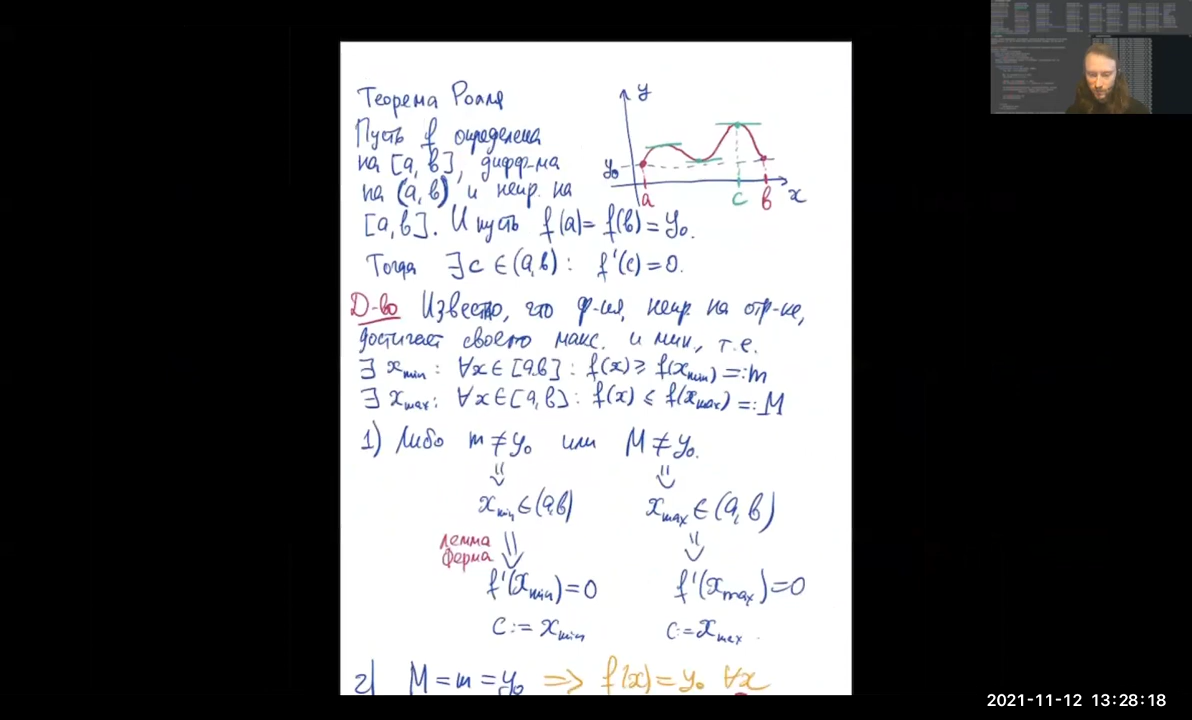 Теорема Ролля
y
Пусть f определена
на [a, b], дифф-ма
на (a, b) и непр. на
[a, b]. И пусть f(a) = f(b) = y₀.
y₀
a c b x
Тогда ∃ c ∈ (a, b) : f'(c) = 0.
Д-во Известно, что ф-ия, непр. на отр-ке,
достигает своего макс. и мин, т.е.
∃ x_min : ∀x ∈ [a, b] : f(x) ≥ f(x_min) =: m
∃ x_max : ∀x ∈ [a, b] : f(x) ≤ f(x_max) =: M
1) Либо m ≠ y₀ или M ≠ y₀.
⇓ ⇓
x_min ∈ (a, b) x_max ∈ (a, b)
лемма
Ферма ⇓ ⇓
f'(x_min) = 0 f'(x_max) = 0
c := x_min c := x_max.
2) M = m = y₀ ⇒ f(x) = y₀ ∀x
2021-11-12 13:28:18